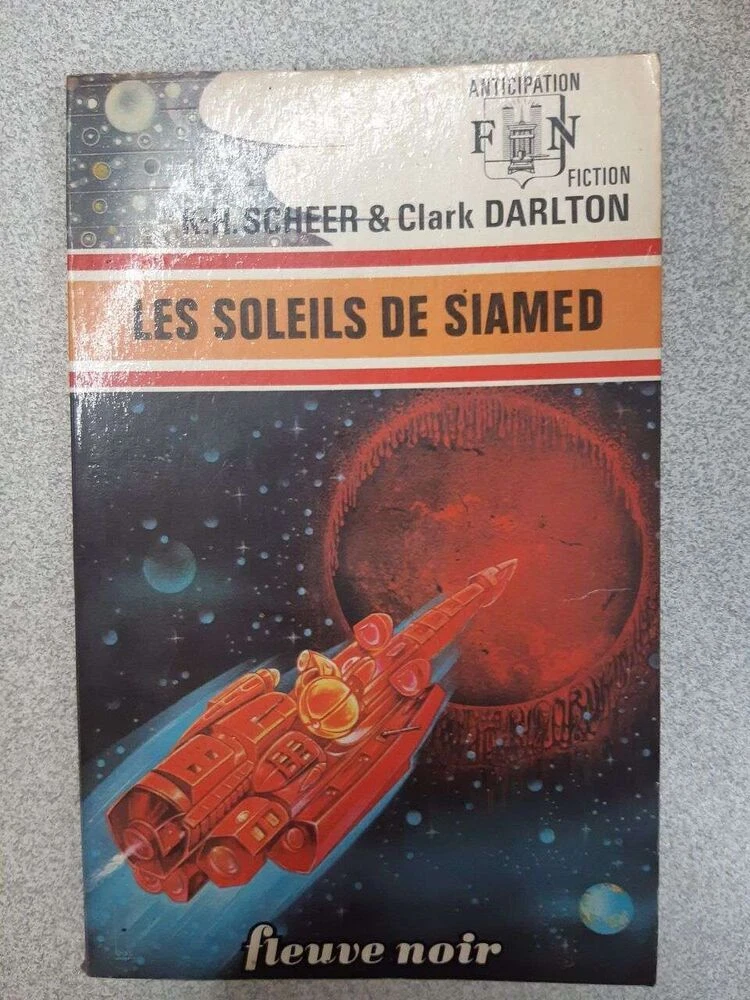 ANTICIPATION
F N
FICTION
K.-H. SCHEER & Clark DARLTON
LES SOLEILS DE SIAMED
fleuve noir